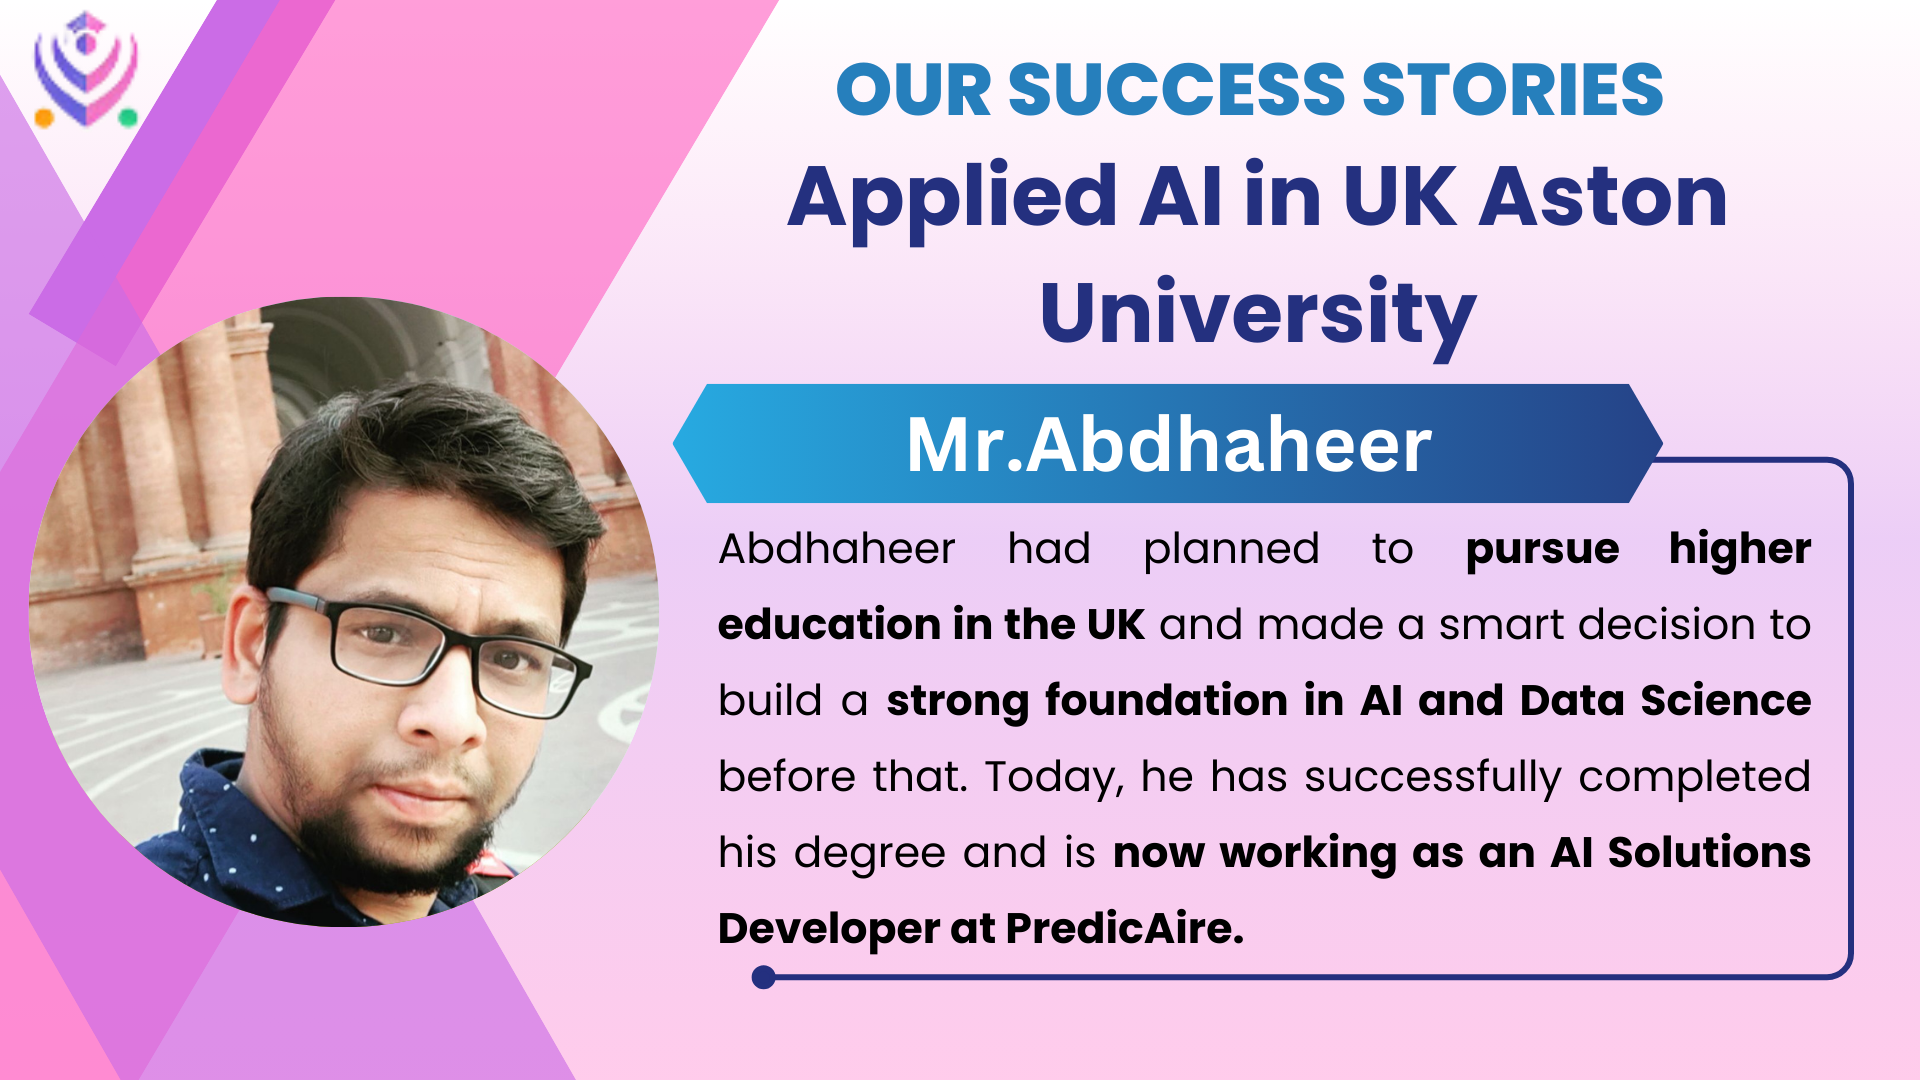 OUR SUCCESS STORIES
Applied AI in UK Aston
University
Mr.Abdhaheer
Abdhaheer had planned to pursue higher
education in the UK and made a smart decision to
build a strong foundation in AI and Data Science
before that. Today, he has successfully completed
his degree and is now working as an AI Solutions
Developer at PredicAire.